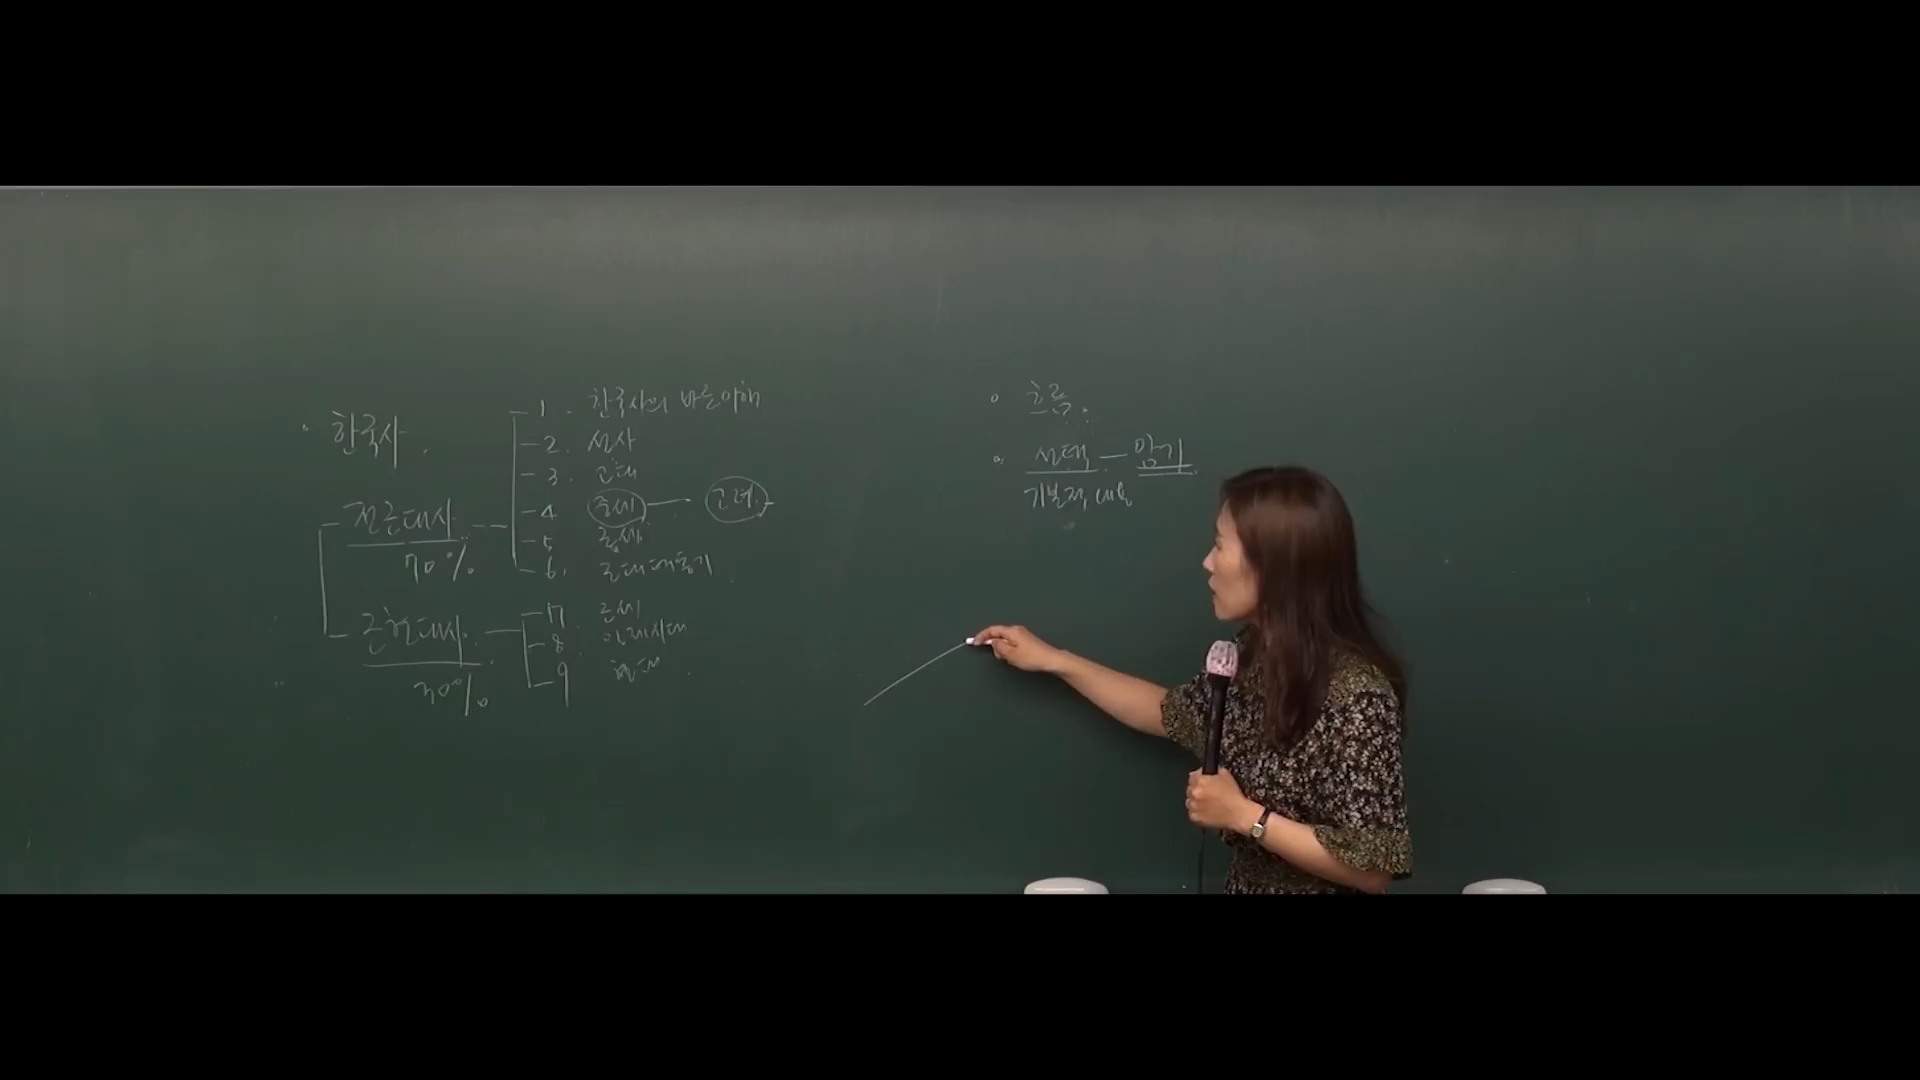 한국사
전근대사
70%
1. 한국사의 바른이해
2. 선사
3. 고대
4 중세 — 고려
5 근세
6. 근대태동기
근현대사
30%
7. 근대
8. 일제시대
9 현대
흐름
선택 — 암기
기본적 내용